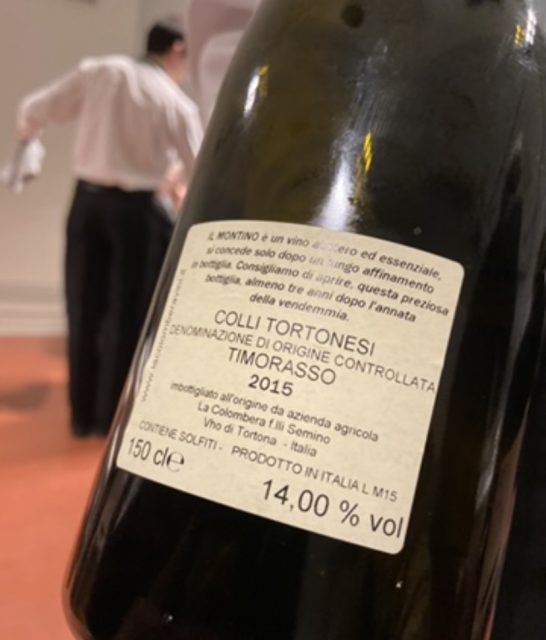 IL MONTINO è un vino austero ed essenziale,
si concede solo dopo un lungo affinamento
in bottiglia. Consigliamo di aprire, questa preziosa
bottiglia, almeno tre anni dopo l'annata
della vendemmia.
COLLI TORTONESI
DENOMINAZIONE DI ORIGINE CONTROLLATA
TIMORASSO
2015
imbottigliato all'origine da azienda agricola
La Colombera f.lli Semino
Vho di Tortona - Italia
CONTIENE SOLFITI - PRODOTTO IN ITALIA L M15
150 cl℮
14,00 % vol